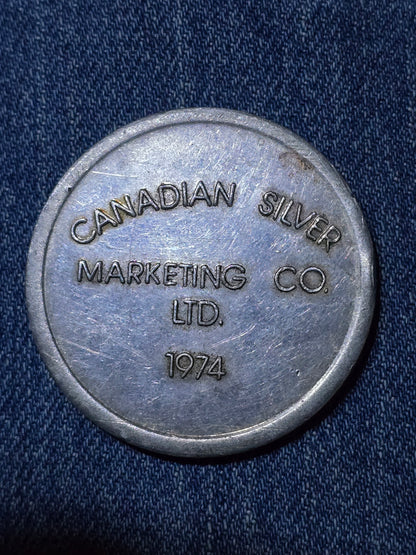 CANADIAN SILVER
MARKETING CO.
LTD.
1974